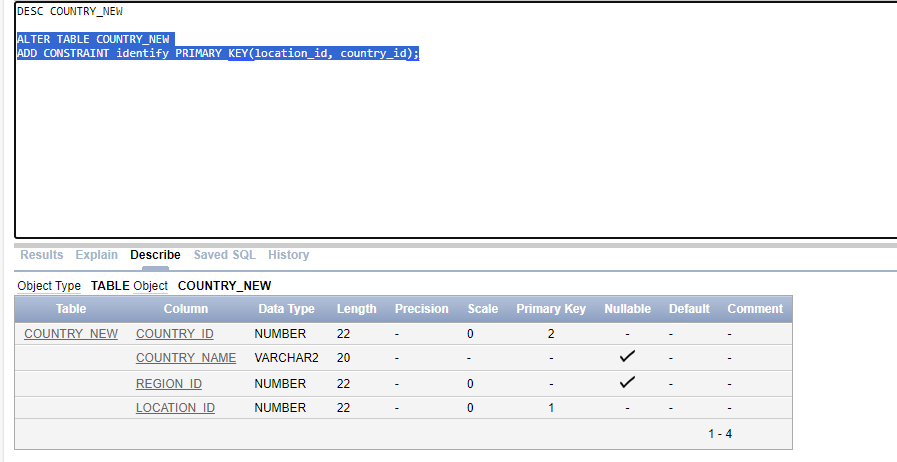 DESC COUNTRY_NEW
ALTER TABLE COUNTRY_NEW
ADD CONSTRAINT identify PRIMARY KEY(location_id, country_id);
Results Explain Describe Saved SQL History
Object Type TABLE Object COUNTRY_NEW
Table Column Data Type Length Precision Scale Primary Key Nullable Default Comment
COUNTRY_NEW COUNTRY_ID NUMBER 22 - 0 2 - - -
COUNTRY_NAME VARCHAR2 20 - - - ✓ - -
REGION_ID NUMBER 22 - 0 - ✓ - -
LOCATION_ID NUMBER 22 - 0 1 - - -
1 - 4